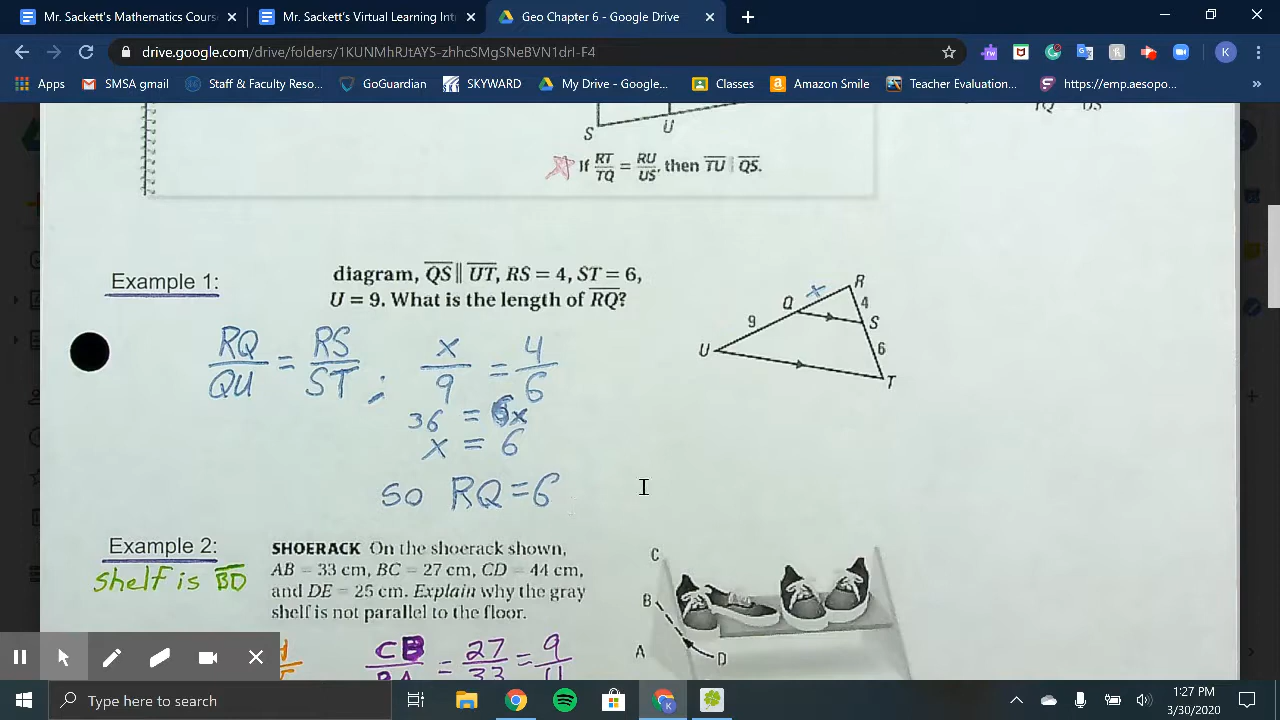 Mr. Sackett's Mathematics Cours
Mr. Sackett's Virtual Learning Int
Geo Chapter 6 - Google Drive
drive.google.com/drive/folders/1KUNMhRJtAYS-zhhcSMgSNeBVN1drI-F4
Apps
SMSA gmail
Staff & Faculty Reso...
GoGuardian
SKYWARD
My Drive - Google...
Classes
Amazon Smile
Teacher Evaluation...
https://emp.aesopo...
S U
If RT/TQ = RU/US, then TU || QS.
Example 1:
diagram, QS || UT, RS = 4, ST = 6,
U = 9. What is the length of RQ?
RQ/QU = RS/ST ; x/9 = 4/6
36 = 6x
x = 6
so RQ = 6
R
Q x 4
9 S
U 6
T
Example 2:
shelf is BD
SHOERACK On the shoerack shown,
AB = 33 cm, BC = 27 cm, CD = 44 cm,
and DE = 25 cm. Explain why the gray
shelf is not parallel to the floor.
CB/BA = 27/33 = 9/11
C
B
A
D
Type here to search
1:27 PM
3/30/2020